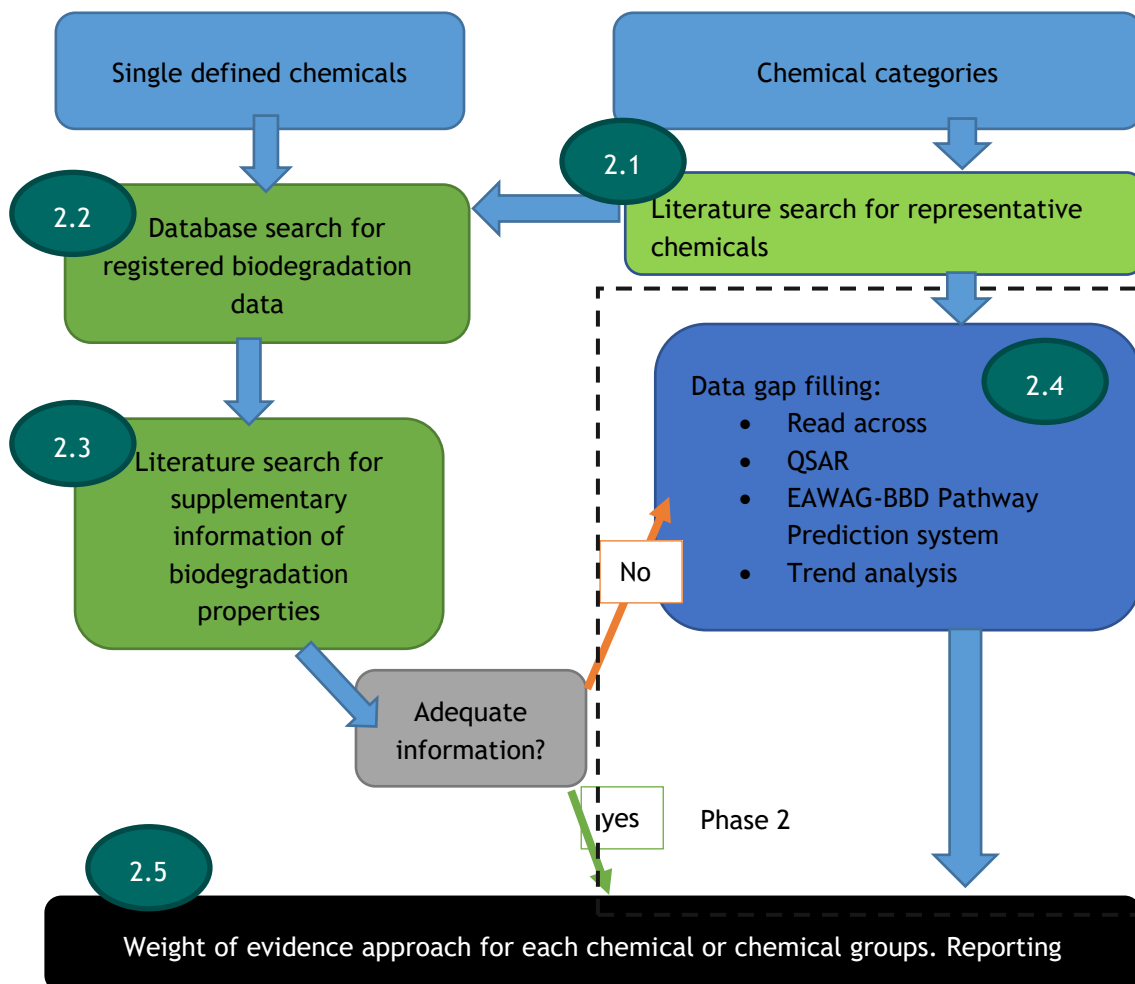 Single defined chemicals
Chemical categories
2.1
2.2
Literature search for representative
chemicals
Database search for
registered biodegradation
data
2.4
Data gap filling:
• Read across
• QSAR
• EAWAG-BBD Pathway
Prediction system
• Trend analysis
2.3
Literature search for
supplementary
information of
biodegradation
properties
No
Adequate
information?
yes
Phase 2
2.5
Weight of evidence approach for each chemical or chemical groups. Reporting